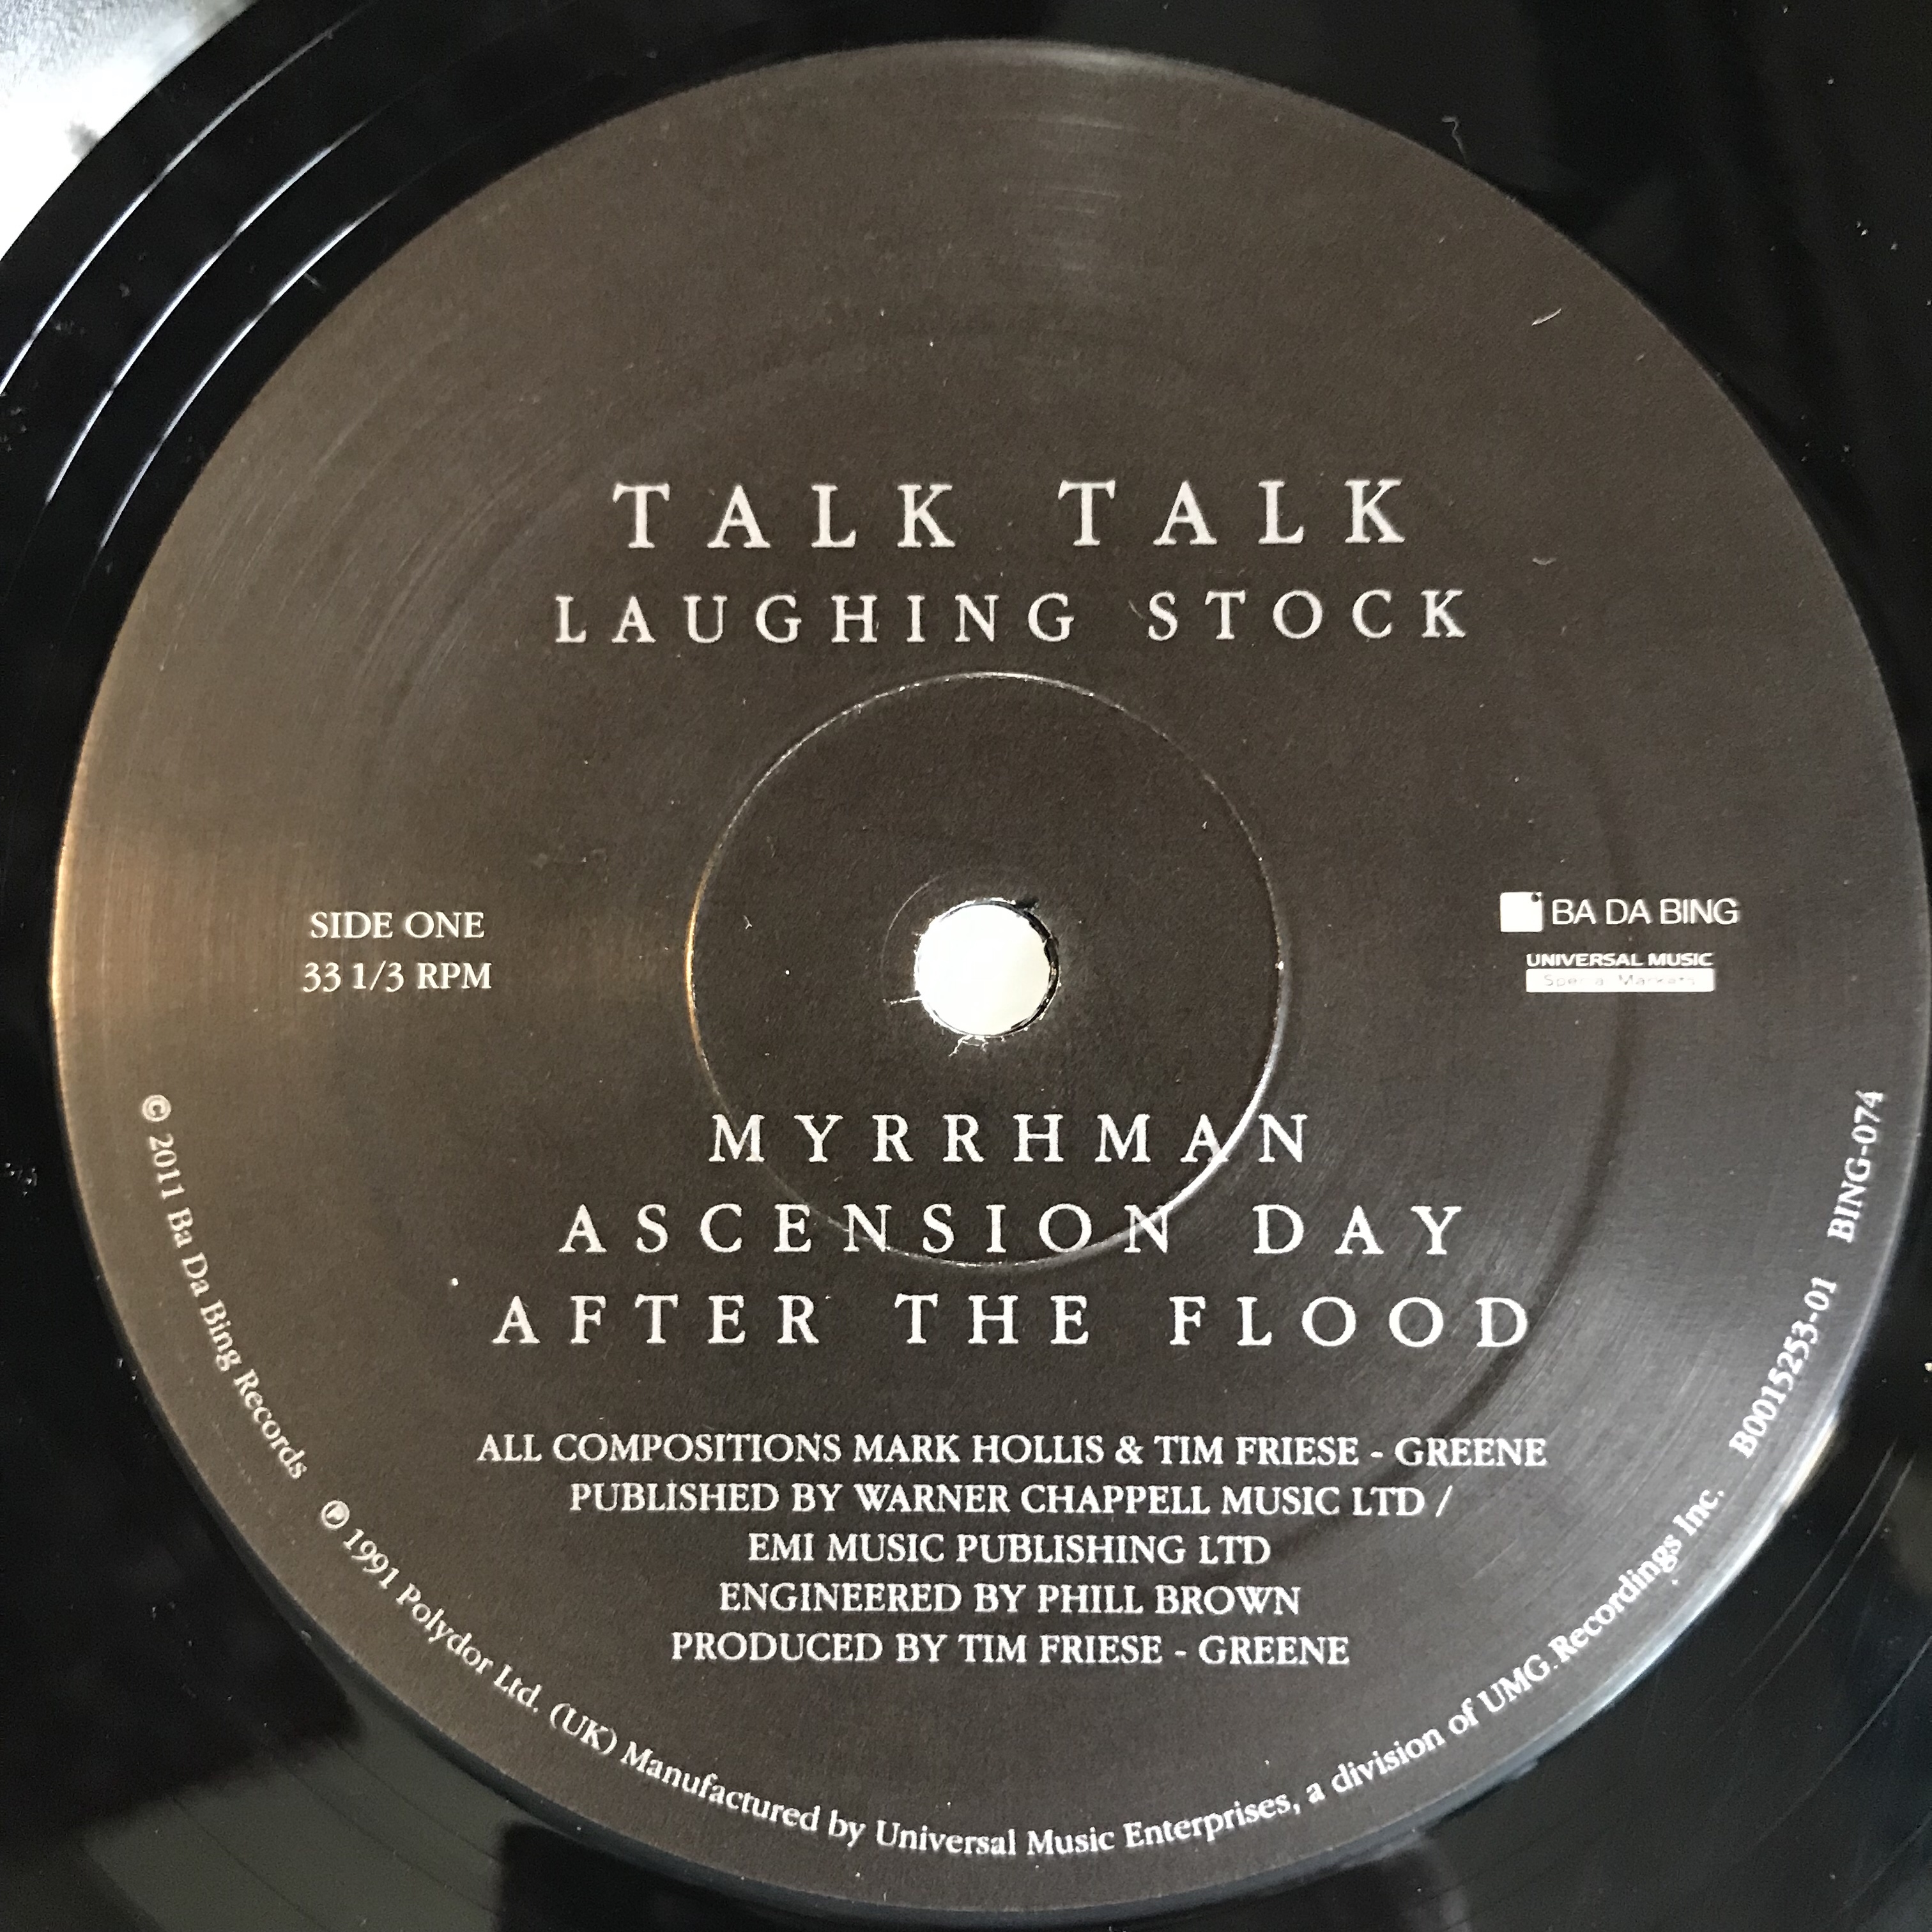 TALK TALK
LAUGHING STOCK
SIDE ONE
33 1/3 RPM
BA DA BING
UNIVERSAL MUSIC
Special Markets
MYRRHMAN
ASCENSION DAY
AFTER THE FLOOD
ALL COMPOSITIONS MARK HOLLIS & TIM FRIESE - GREENE
PUBLISHED BY WARNER CHAPPELL MUSIC LTD /
EMI MUSIC PUBLISHING LTD
ENGINEERED BY PHILL BROWN
PRODUCED BY TIM FRIESE - GREENE
© 2011 Ba Da Bing Records ℗ 1991 Polydor Ltd. (UK) Manufactured by Universal Music Enterprises, a division of UMG Recordings Inc. B0015253-01 BING-074